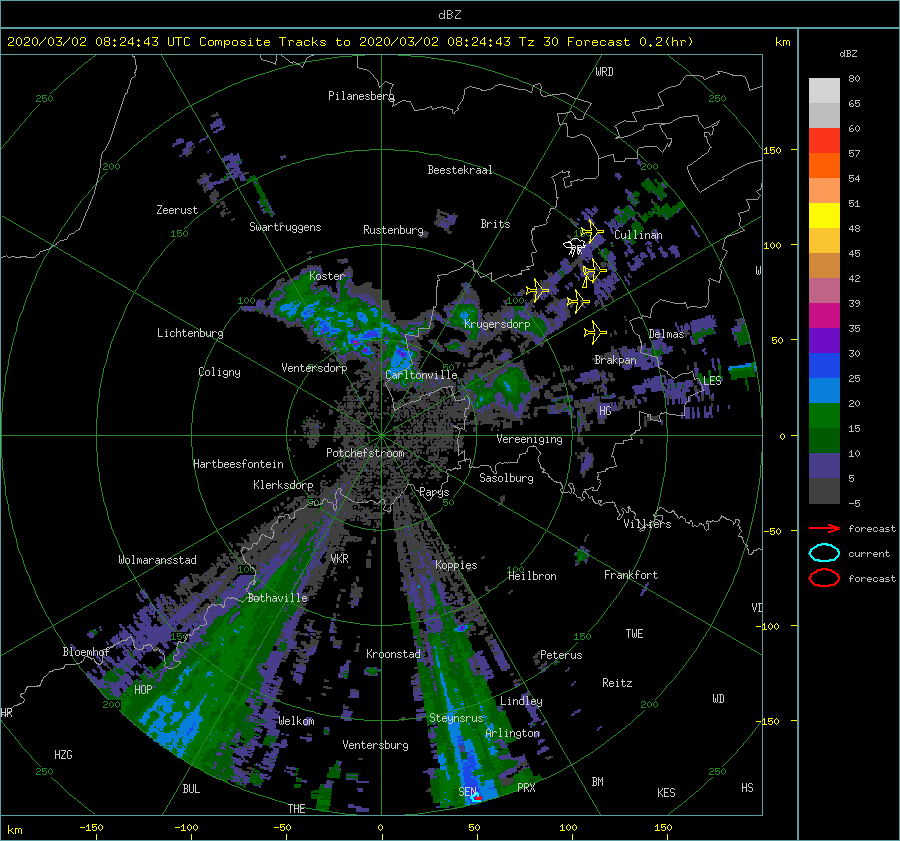 dBZ
2020/03/02 08:24:43 UTC Composite Tracks to 2020/03/02 08:24:43 Tz 30 Forecast 0.2(hr)
km
dBZ
WRD
250
Pilanesberg
250
80
65
60
57
54
51
48
45
42
39
35
30
25
20
15
10
5
-5
150
200
Beestekraal
200
Zeerust
Swartruggens
150
Rustenburg
Brits
Cullinan
100
W
Koster
100
100
Krugersdorp
Lichtenburg
Delmas
50
Coligny
Ventersdorp
Carltonville
50
Brakpan
LES
HG
Vereeniging
0
Potchefstroom
Hartbeesfontein
Klerksdorp
Parys
Sasolburg
50
50
Villiers
-50
forecast
current
forecast
Wolmaransstad
VKR
Koppies
100
100
Heilbron
Frankfort
Bothaville
VI
-100
150
150
TWE
Bloemhof
Kroonstad
Peterus
HOP
Reitz
200
Lindley
200
WD
HR
Welkom
Steynsrus
-150
Arlington
Ventersburg
HZG
250
250
BUL
SEN
PRX
BM
KES
HS
THE
km
-150
-100
-50
0
50
100
150